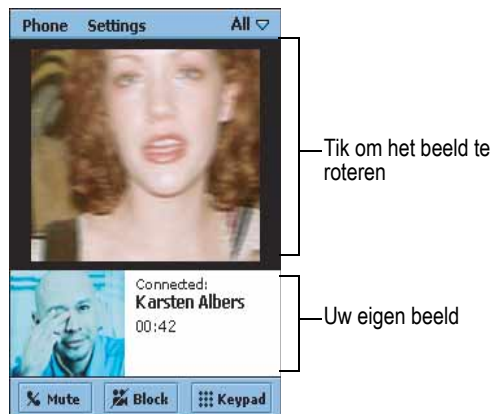 Phone Settings All
Tik om het beeld te
roteren
Connected:
Karsten Albers
00:42
Uw eigen beeld
Mute Block Keypad